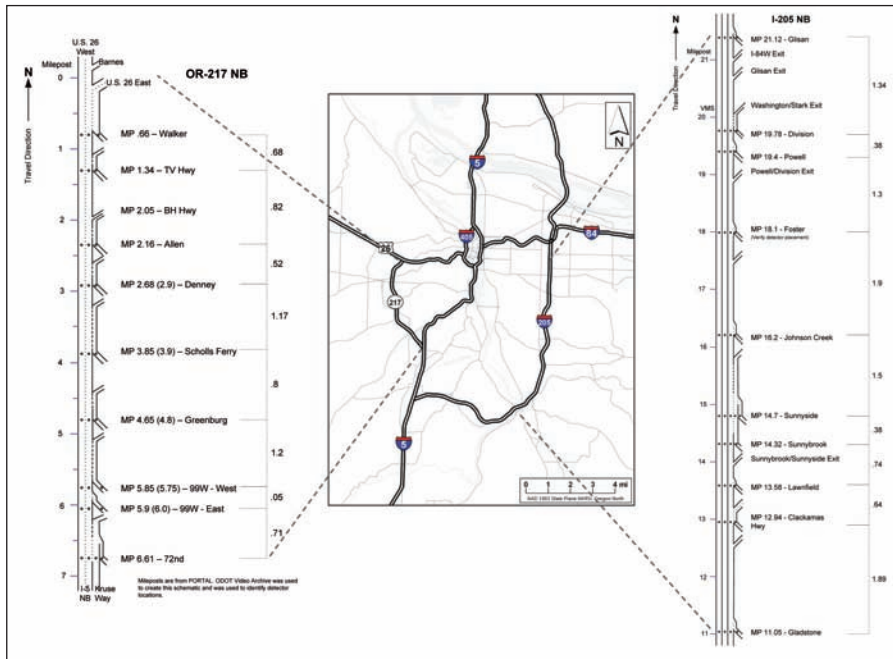 U.S. 26
West
Milepost
Barnes
U.S. 26 East
OR-217 NB
N
Travel Direction
0
1
2
3
4
5
6
7
MP .66 – Walker
MP 1.34 – TV Hwy
MP 2.05 – BH Hwy
MP 2.16 – Allen
MP 2.68 (2.9) – Denney
MP 3.85 (3.9) – Scholls Ferry
MP 4.65 (4.8) – Greenburg
MP 5.85 (5.75) – 99W - West
MP 5.9 (6.0) – 99W - East
MP 6.61 – 72nd
.68
.82
.52
1.17
.8
1.2
.05
.71
I-5
NB
Kruse
Way
Mileposts are from PORTAL. ODOT Video Archive was used
to create this schematic and was used to identify detector
locations.
N
5
405
26
84
217
205
5
0 1 2 3 4 mi
N
Travel Direction
I-205 NB
Milepost
VMS
21
20
19
18
17
16
15
14
13
12
11
MP 21.12 - Glisan
I-84W Exit
Glisan Exit
Washington/Stark Exit
MP 19.78 - Division
MP 19.4 - Powell
Powell/Division Exit
MP 18.1 - Foster
(Verify detector placement)
MP 16.2 - Johnson Creek
MP 14.7 - Sunnyside
MP 14.32 - Sunnybrook
Sunnybrook/Sunnyside Exit
MP 13.58 - Lawnfield
MP 12.94 - Clackamas
Hwy
MP 11.05 - Gladstone
1.34
.38
1.3
1.9
1.5
.38
.74
.64
1.89